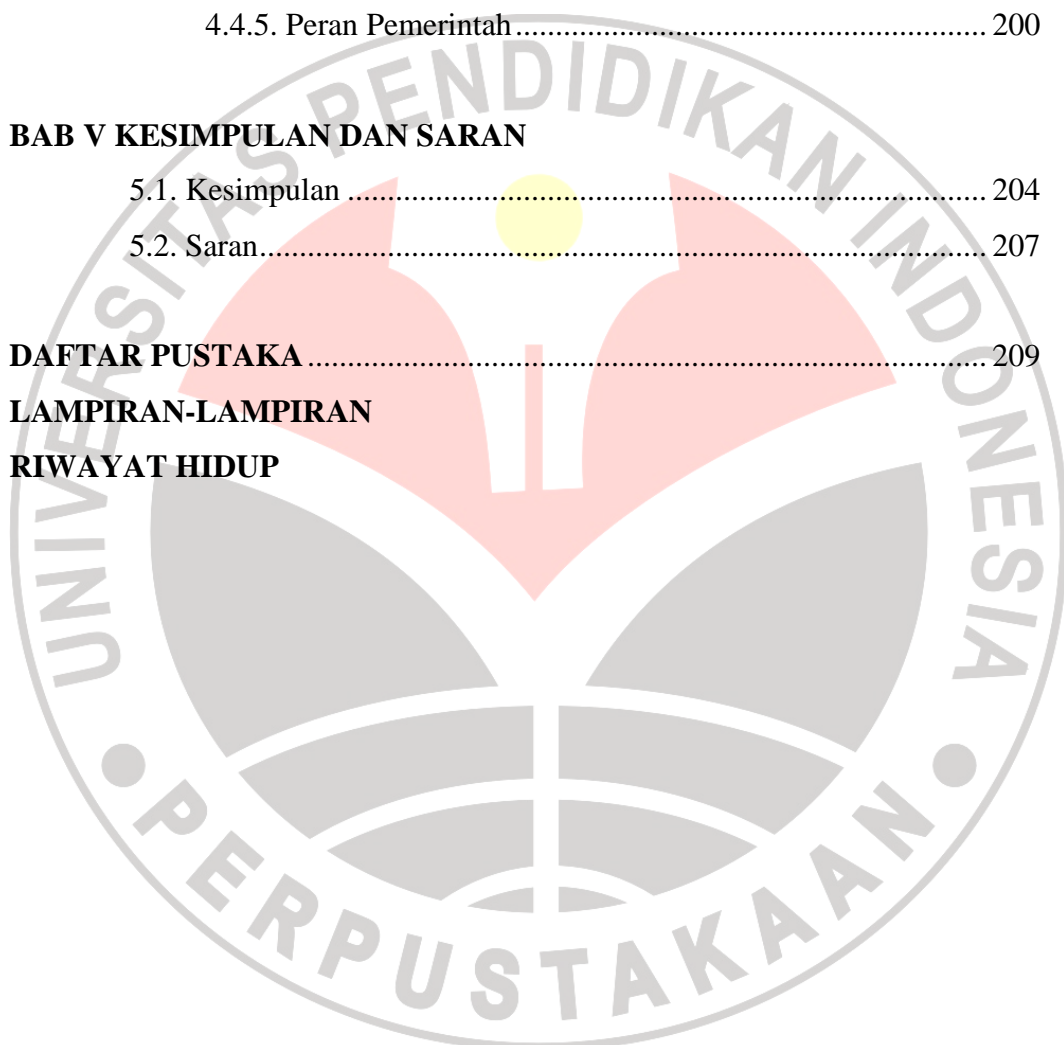 4.4.5. Peran Pemerintah ................................................................ 200
BAB V KESIMPULAN DAN SARAN
5.1. Kesimpulan ....................................................................................... 204
5.2. Saran .................................................................................................. 207
DAFTAR PUSTAKA ............................................................................................ 209
LAMPIRAN-LAMPIRAN
RIWAYAT HIDUP
UNIVERSITAS PENDIDIKAN INDONESIA
PERPUSTAKAAN